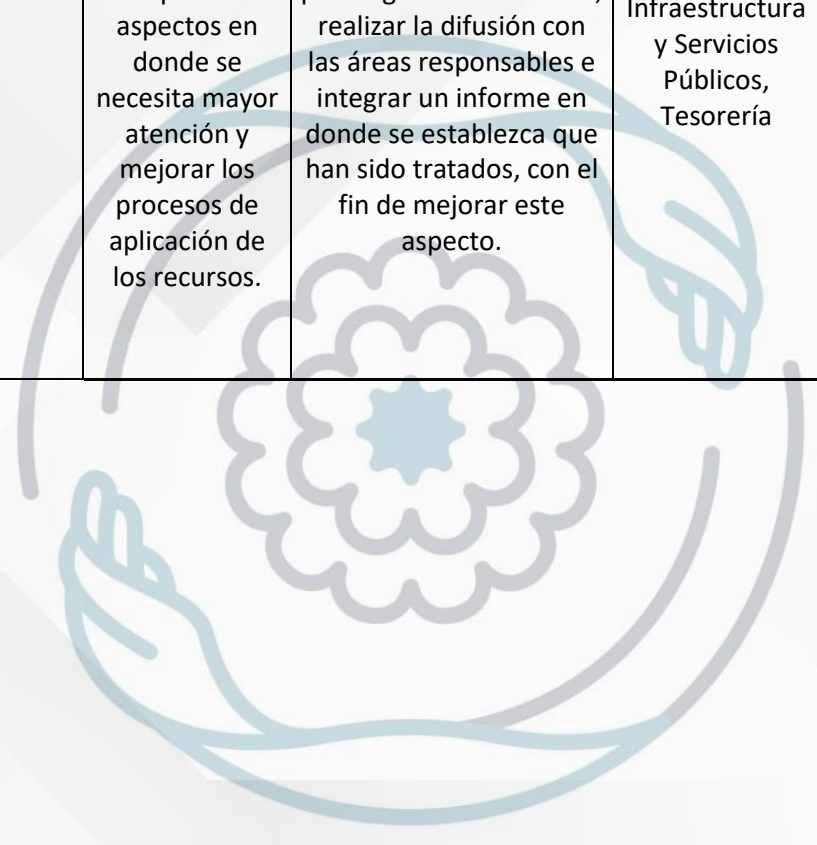 aspectos en
donde se
necesita mayor
atención y
mejorar los
procesos de
aplicación de
los recursos.
realizar la difusión con
las áreas responsables e
integrar un informe en
donde se establezca que
han sido tratados, con el
fin de mejorar este
aspecto.
Infraestructura
y Servicios
Públicos,
Tesorería